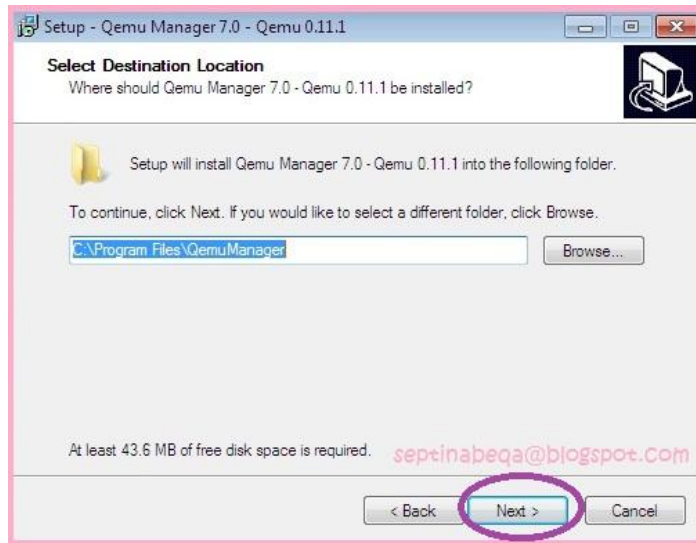 Setup - Qemu Manager 7.0 - Qemu 0.11.1
Select Destination Location
Where should Qemu Manager 7.0 - Qemu 0.11.1 be installed?
Setup will install Qemu Manager 7.0 - Qemu 0.11.1 into the following folder.
To continue, click Next. If you would like to select a different folder, click Browse.
C:\Program Files\QemuManager
Browse...
At least 43.6 MB of free disk space is required.
septinabeqa@blogspot.com
< Back Next > Cancel